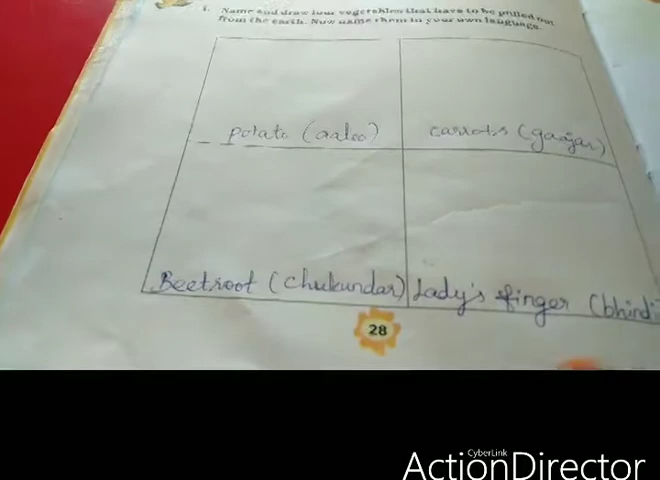 i. Name and draw four vegetables that have to be pulled out
from the earth. Now name them in your own language.
potato (aaloo)
carrots (gaajar)
Beetroot (chukundar)
Lady's finger (bhindi
28
CyberLink
ActionDirector